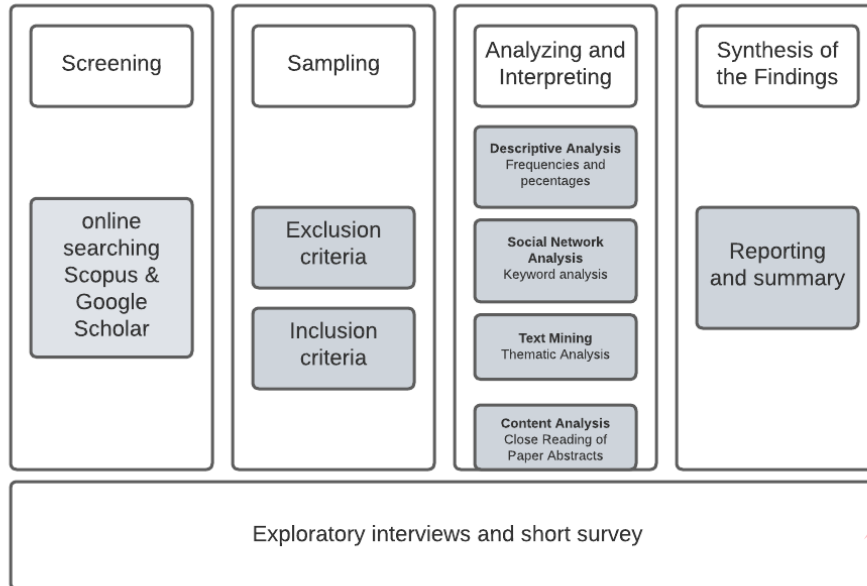 Screening
online
searching
Scopus &
Google
Scholar
Sampling
Exclusion
criteria
Inclusion
criteria
Analyzing and
Interpreting
Descriptive Analysis
Frequencies and
pecentages
Social Network
Analysis
Keyword analysis
Text Mining
Thematic Analysis
Content Analysis
Close Reading of
Paper Abstracts
Synthesis of
the Findings
Reporting
and summary
Exploratory interviews and short survey